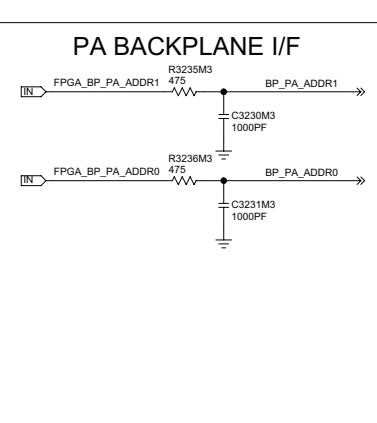 PA BACKPLANE I/F
R3235M3
IN FPGA_BP_PA_ADDR1 475 BP_PA_ADDR1
C3230M3
1000PF
R3236M3
IN FPGA_BP_PA_ADDR0 475 BP_PA_ADDR0
C3231M3
1000PF